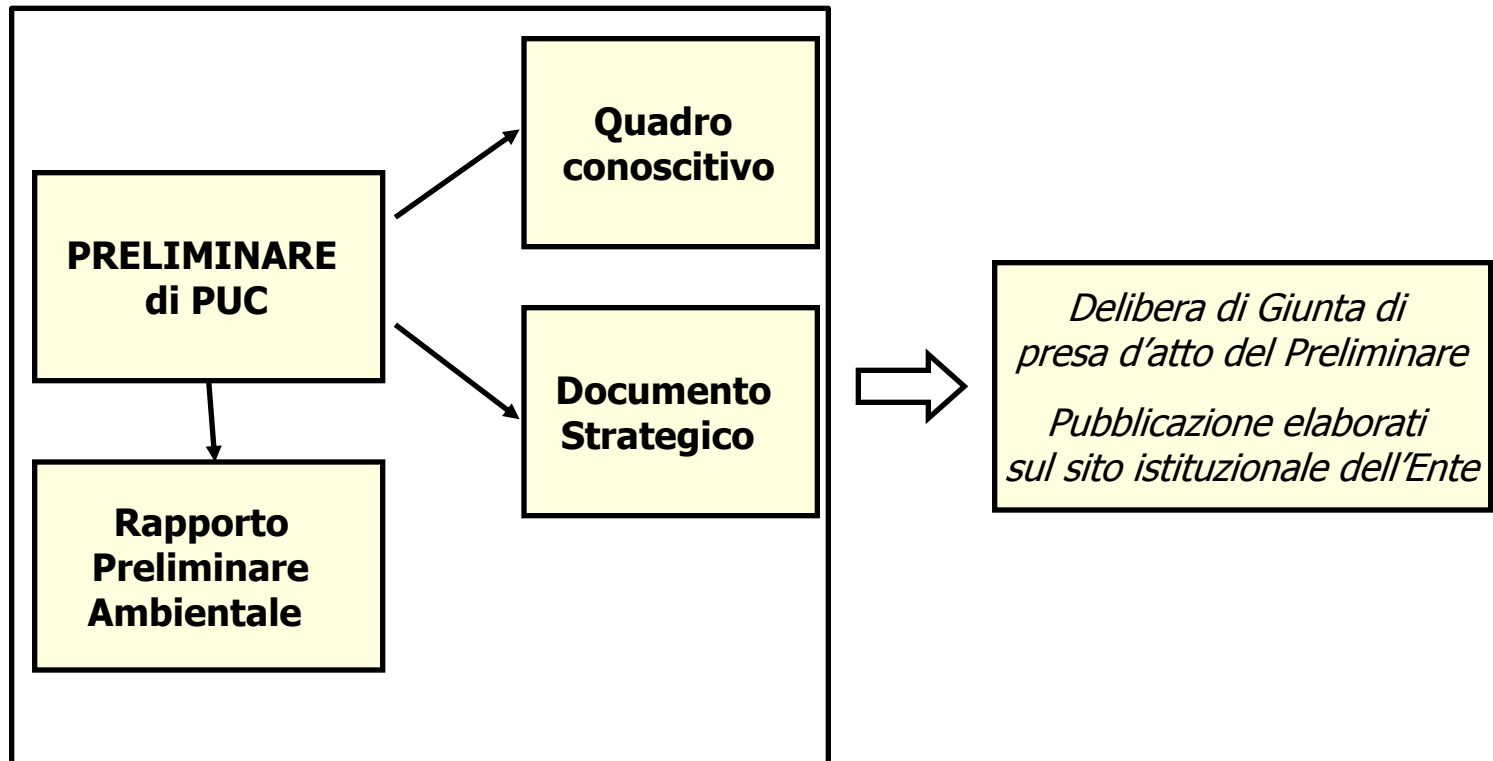 PRELIMINARE
di PUC
Quadro
conoscitivo
Documento
Strategico
Rapporto
Preliminare
Ambientale
Delibera di Giunta di
presa d’atto del Preliminare
Pubblicazione elaborati
sul sito istituzionale dell’Ente